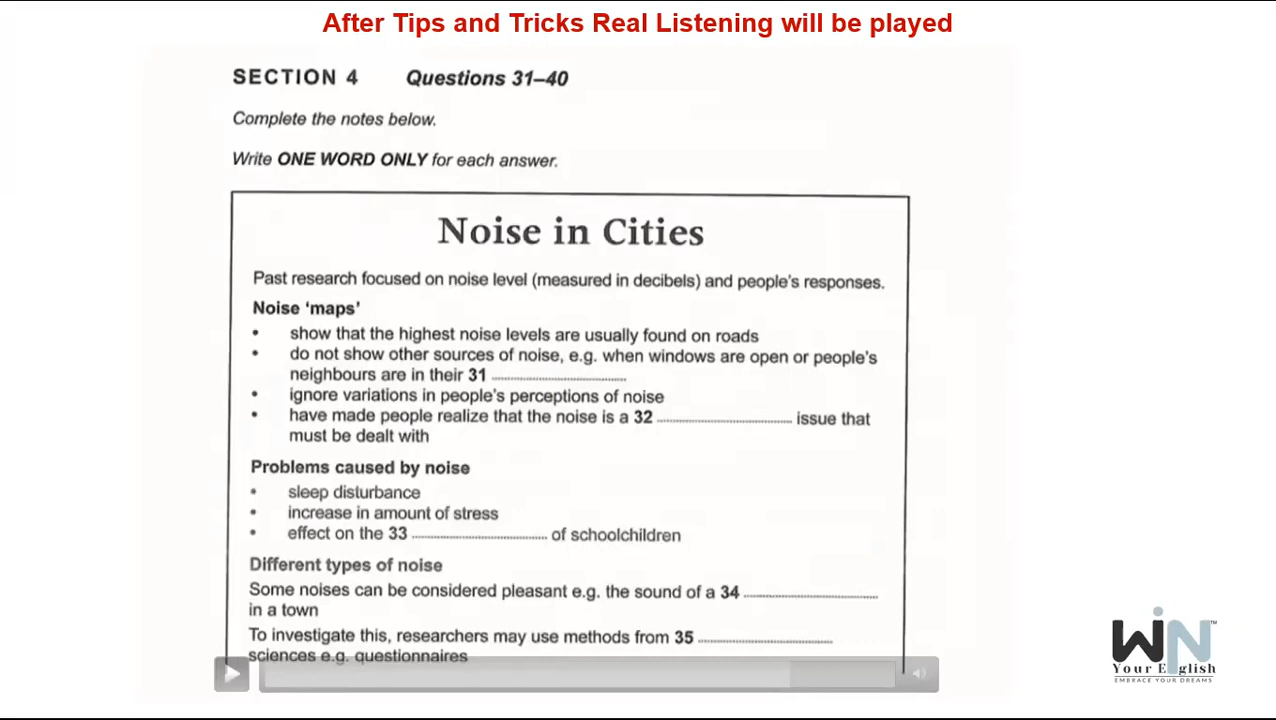 After Tips and Tricks Real Listening will be played
SECTION 4 Questions 31–40
Complete the notes below.
Write ONE WORD ONLY for each answer.
Noise in Cities
Past research focused on noise level (measured in decibels) and people's responses.
Noise 'maps'
• show that the highest noise levels are usually found on roads
• do not show other sources of noise, e.g. when windows are open or people's
neighbours are in their 31 ................................
• ignore variations in people's perceptions of noise
• have made people realize that the noise is a 32 ................................ issue that
must be dealt with
Problems caused by noise
• sleep disturbance
• increase in amount of stress
• effect on the 33 ................................ of schoolchildren
Different types of noise
Some noises can be considered pleasant e.g. the sound of a 34 ................................
in a town
To investigate this, researchers may use methods from 35 ................................
sciences e.g. questionnaires
WIN™
Your English
EMBRACE YOUR DREAMS